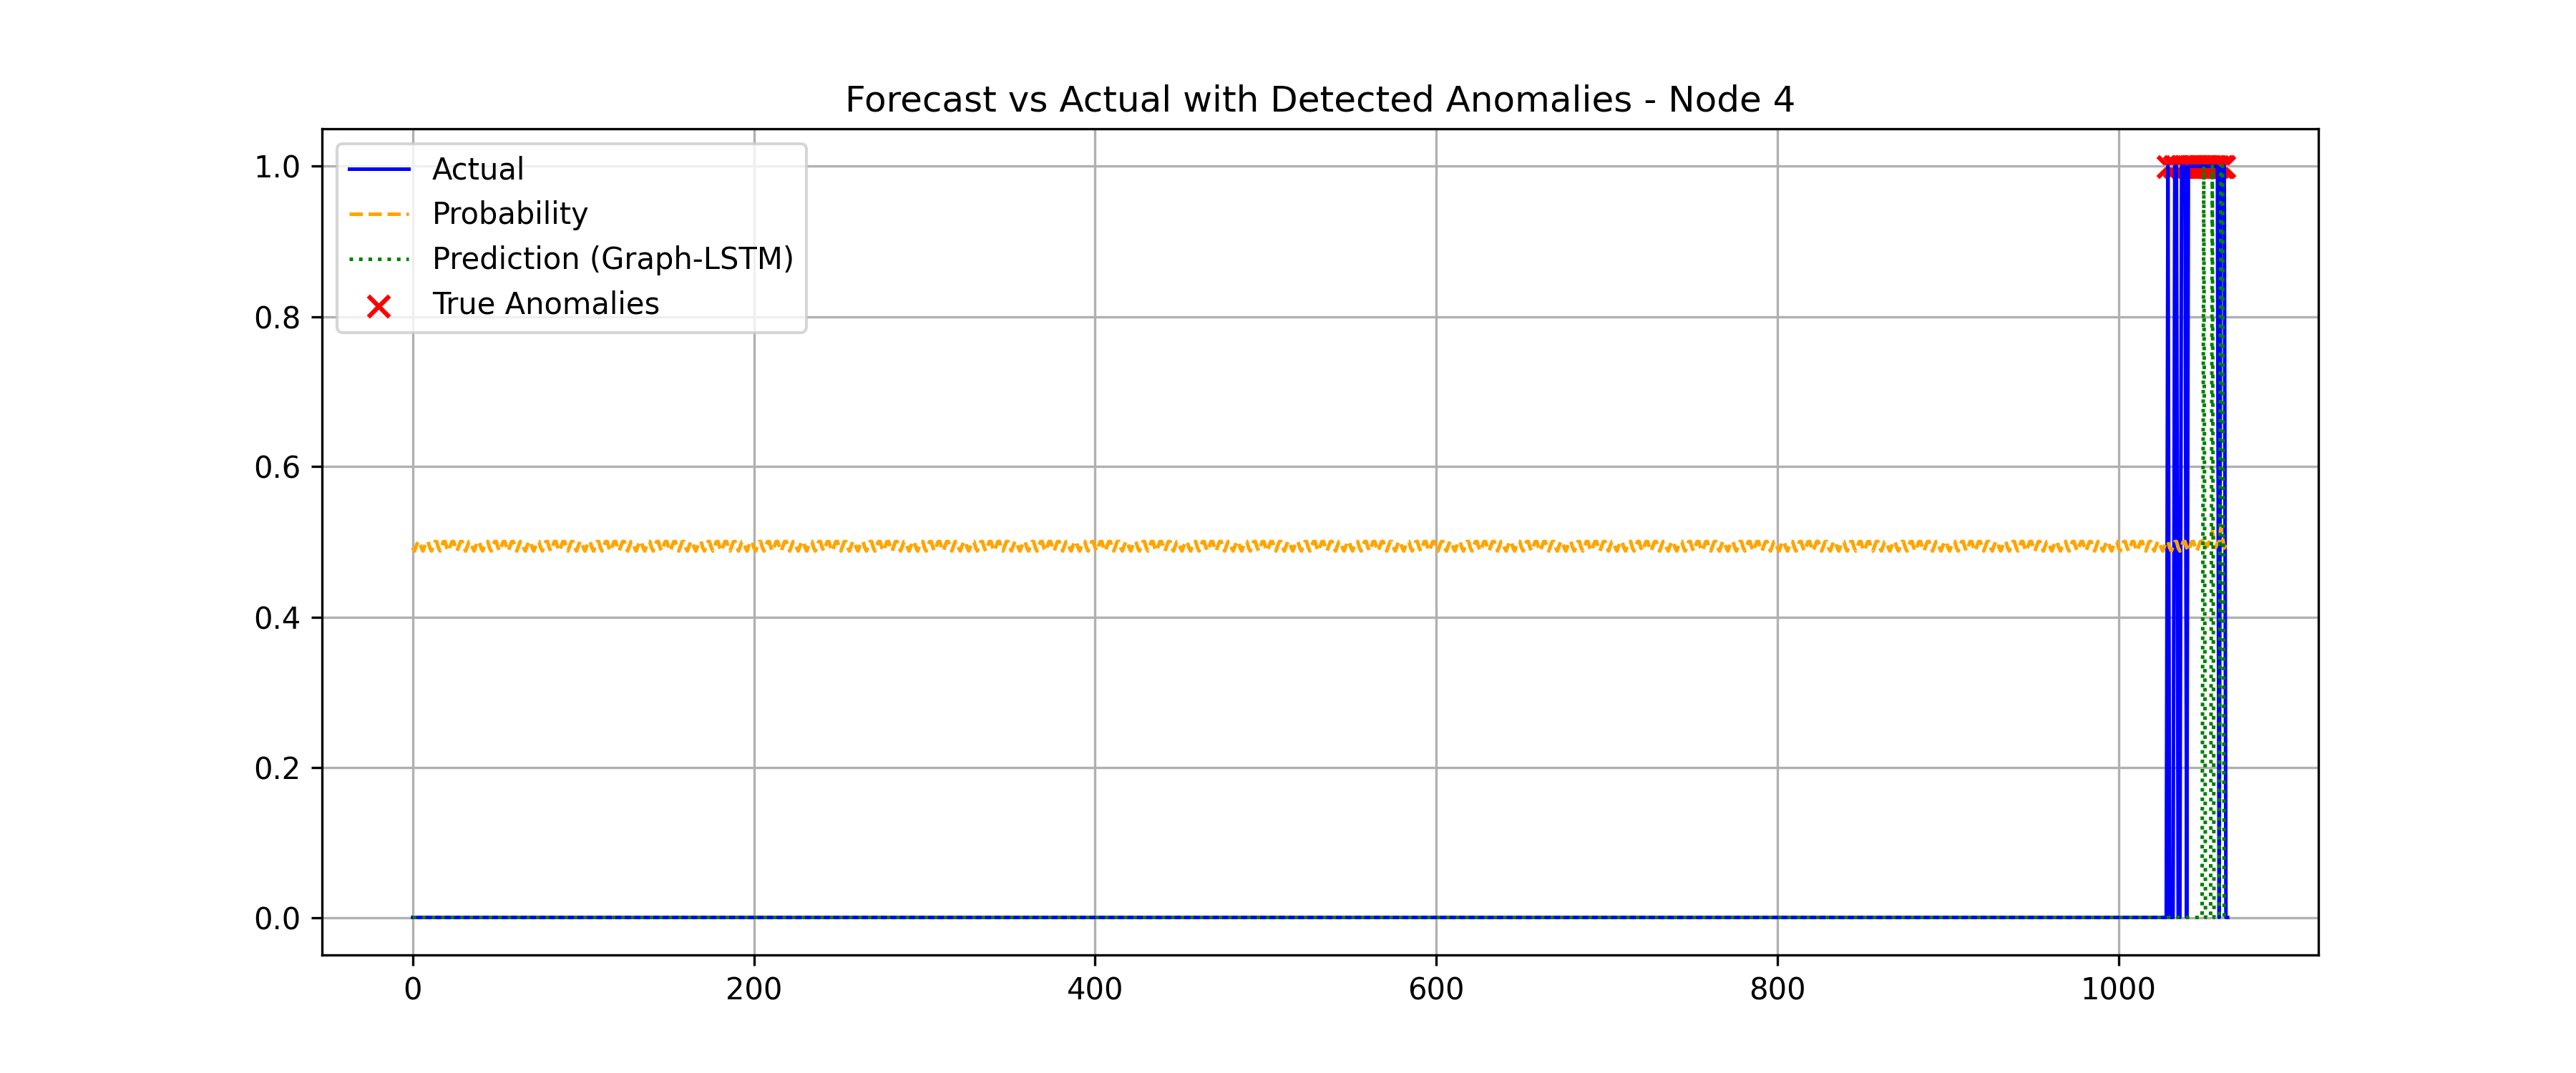 Forecast vs Actual with Detected Anomalies - Node 4
Actual
Probability
Prediction (Graph-LSTM)
True Anomalies
1.0
0.8
0.6
0.4
0.2
0.0
0 200 400 600 800 1000